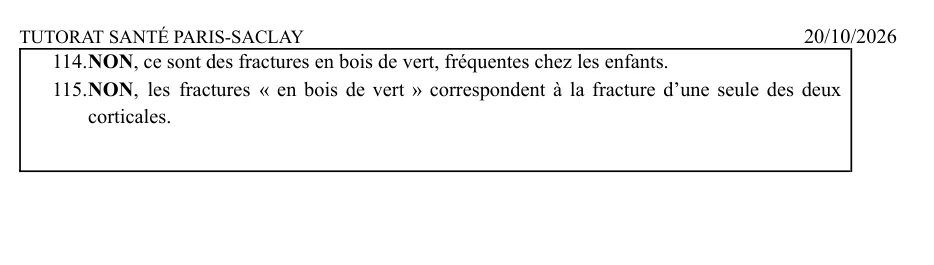 TUTORAT SANTÉ PARIS-SACLAY 20/10/2026
114.NON, ce sont des fractures en bois de vert, fréquentes chez les enfants.
115.NON, les fractures « en bois de vert » correspondent à la fracture d’une seule des deux
corticales.